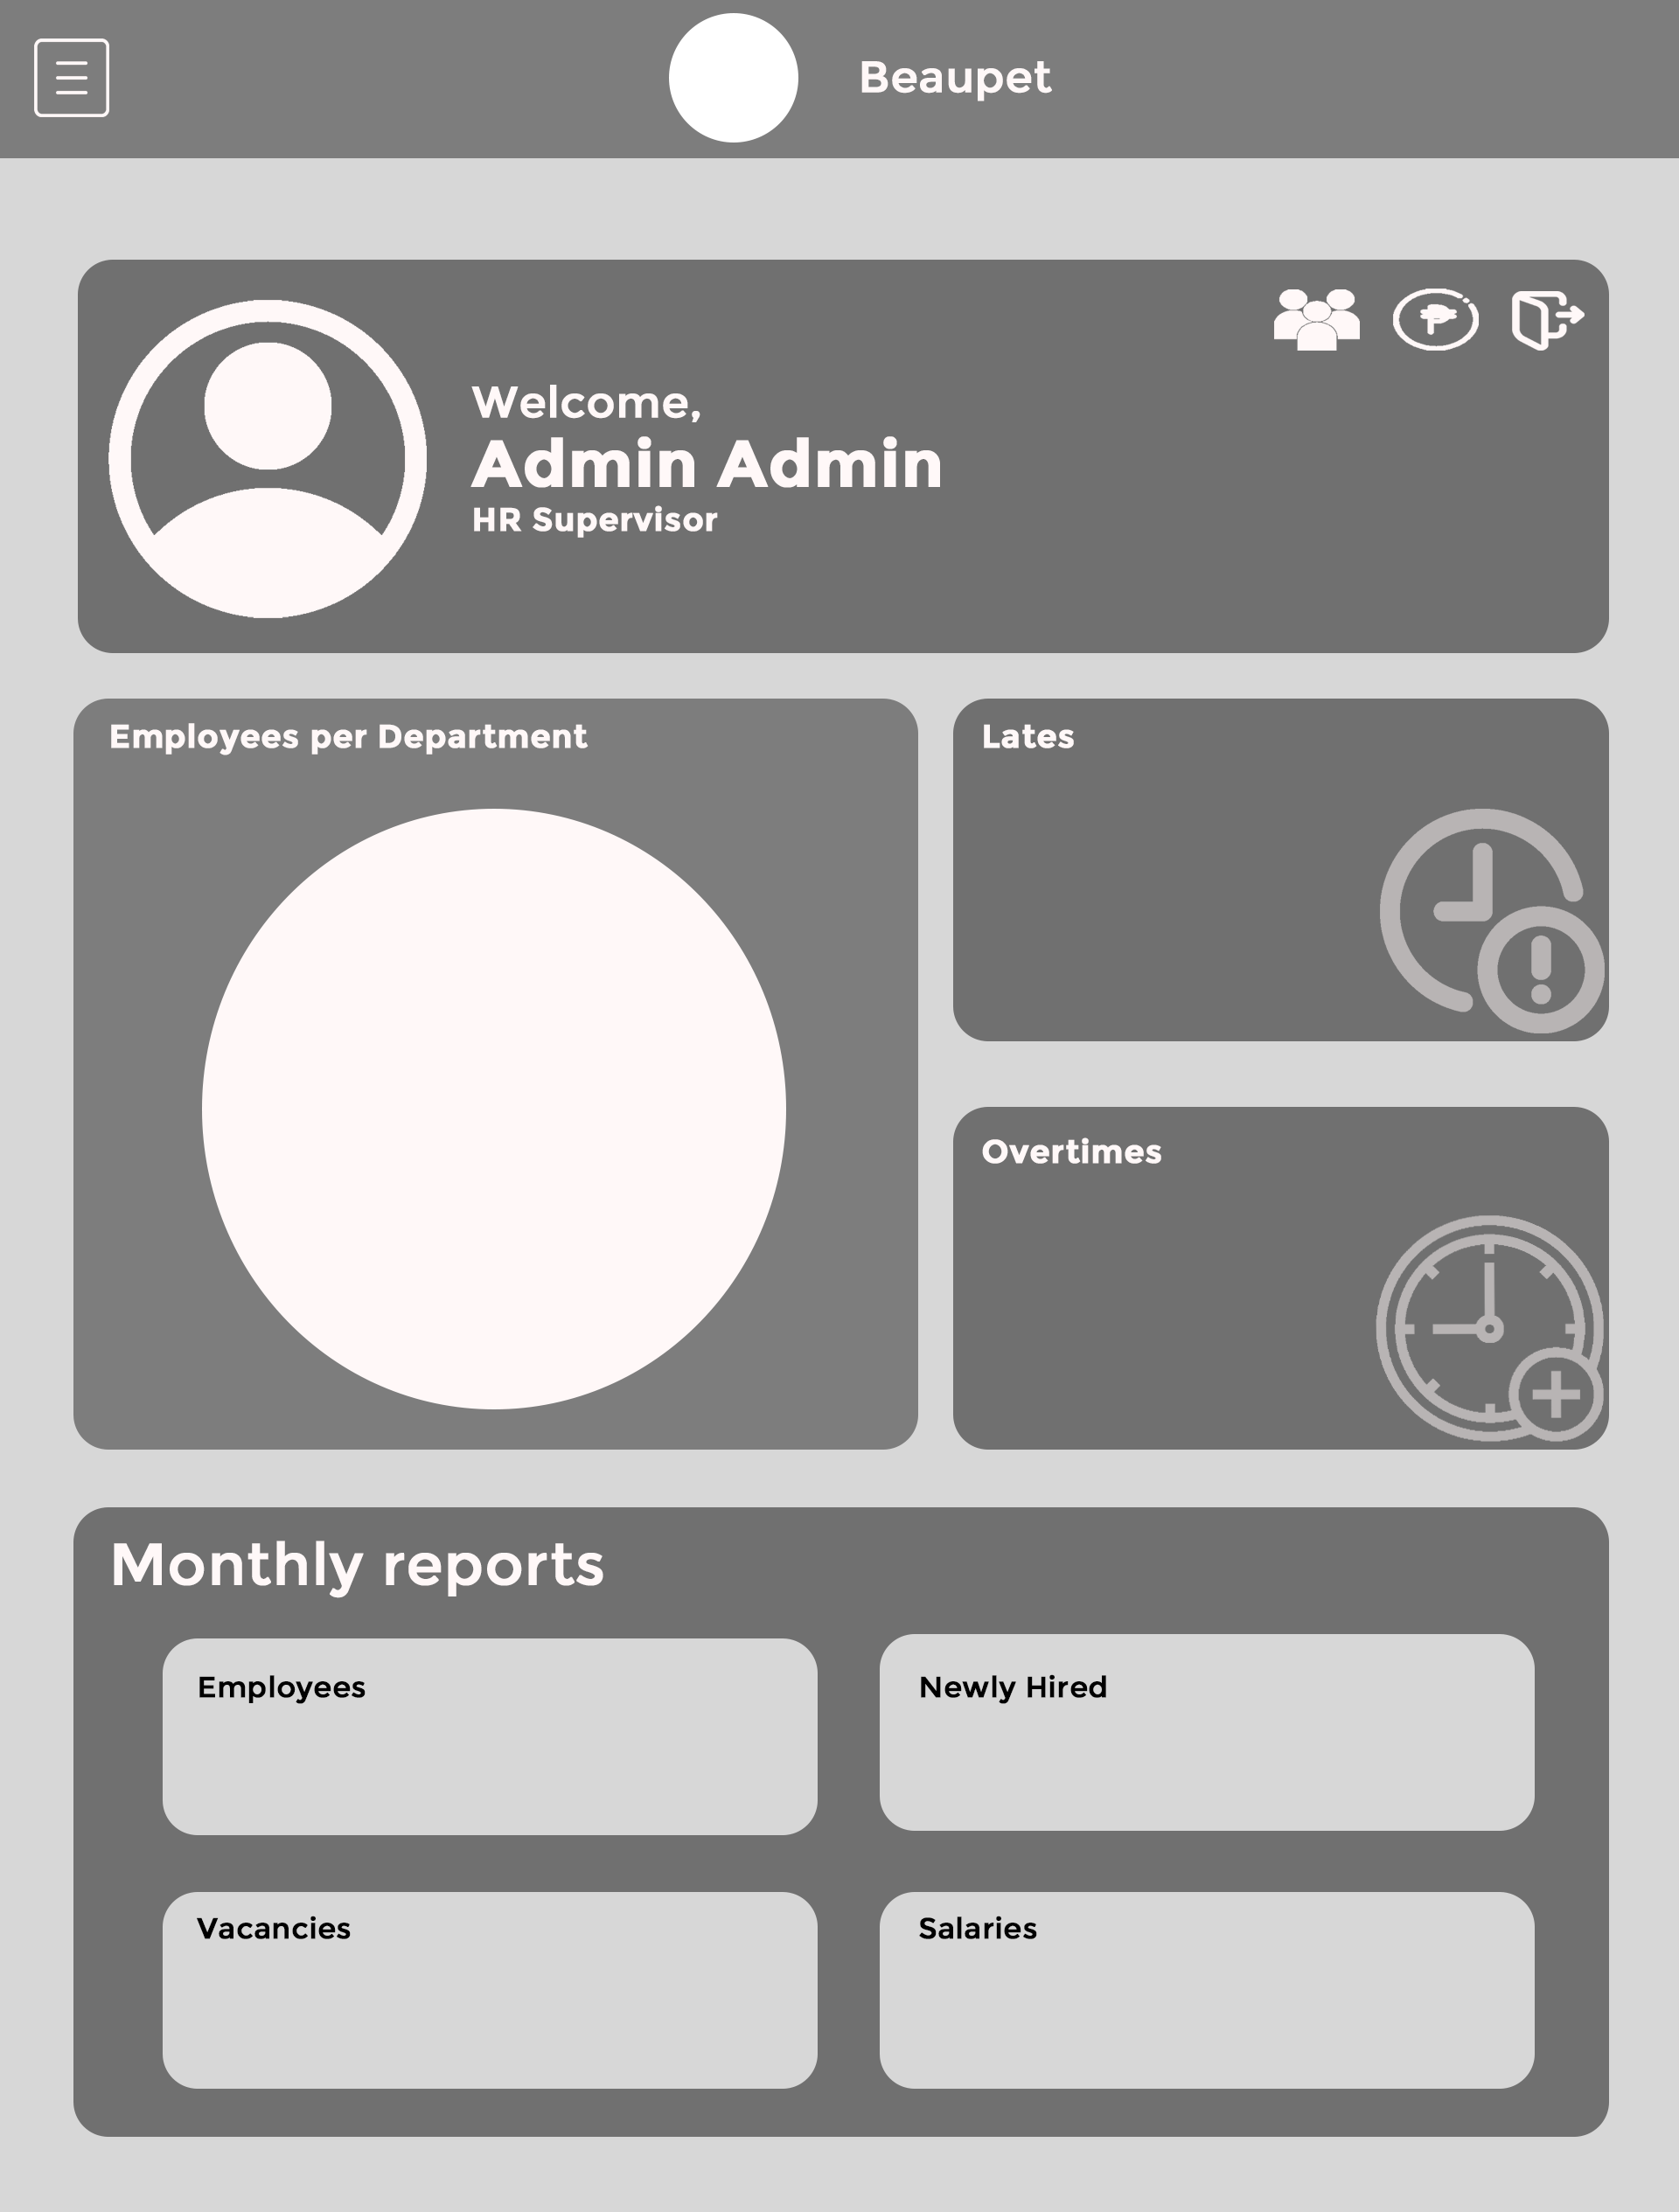 Beaupet
Welcome,
Admin Admin
HR Supervisor
Employees per Department
Lates
Overtimes
Monthly reports
Employees
Newly Hired
Vacancies
Salaries